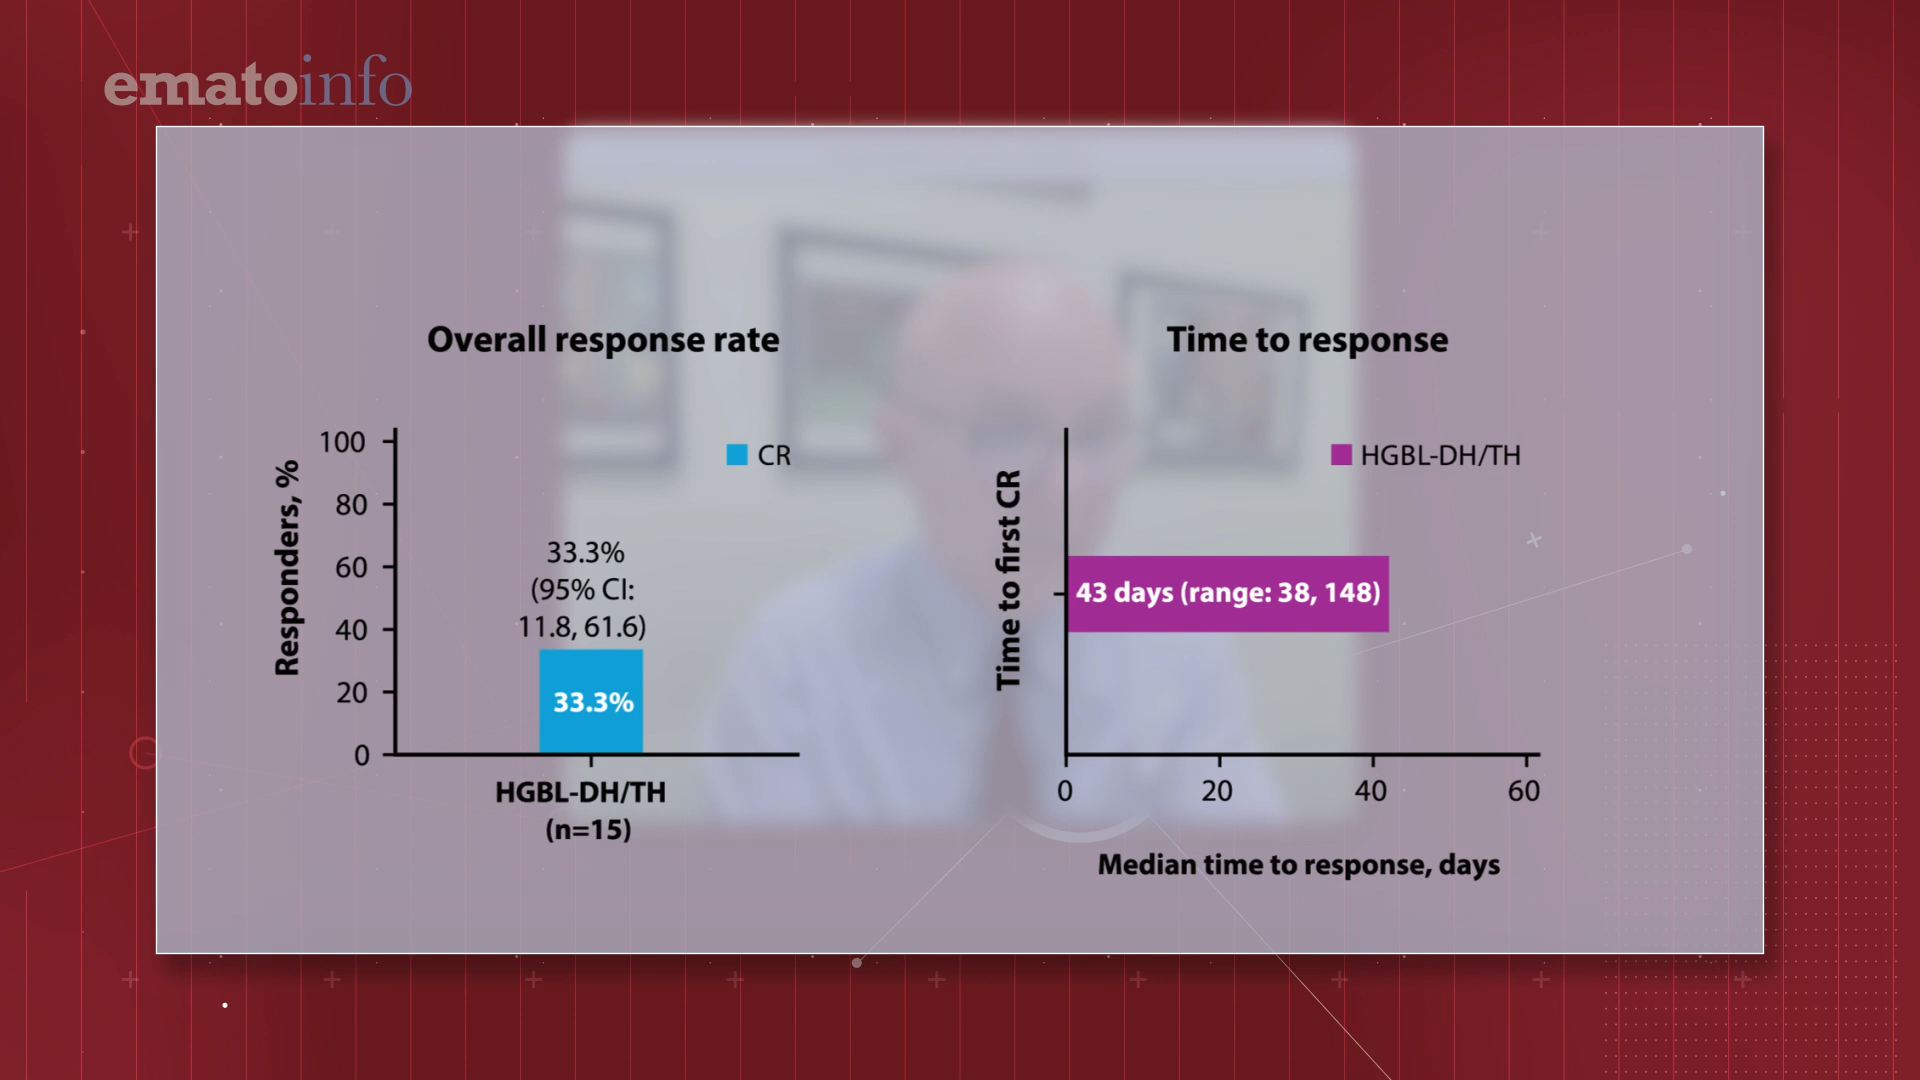 ematoinfo
Overall response rate
CR
Responders, %
100
80
60
40
20
0
33.3%
(95% CI:
11.8, 61.6)
33.3%
HGBL-DH/TH
(n=15)
Time to response
HGBL-DH/TH
Time to first CR
43 days (range: 38, 148)
0
20
40
60
Median time to response, days